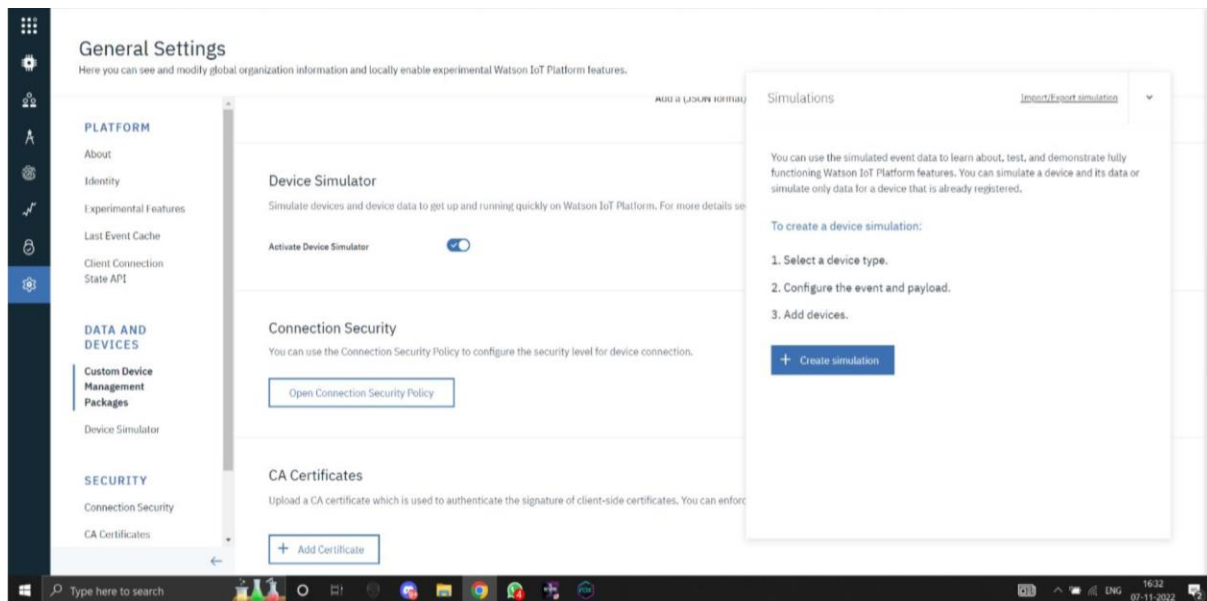 General Settings
Here you can see and modify global organization information and locally enable experimental Watson IoT Platform features.
PLATFORM
About
Identity
Experimental Features
Last Event Cache
Client Connection
State API
DATA AND
DEVICES
Custom Device
Management
Packages
Device Simulator
SECURITY
Connection Security
CA Certificates
Add a (JSON format)
Device Simulator
Simulate devices and device data to get up and running quickly on Watson IoT Platform. For more details se
Activate Device Simulator
Connection Security
You can use the Connection Security Policy to configure the security level for device connection.
Open Connection Security Policy
CA Certificates
Upload a CA certificate which is used to authenticate the signature of client-side certificates. You can enforc
+ Add Certificate
Simulations
Import/Export simulation
You can use the simulated event data to learn about, test, and demonstrate fully
functioning Watson IoT Platform features. You can simulate a device and its data or
simulate only data for a device that is already registered.
To create a device simulation:
1. Select a device type.
2. Configure the event and payload.
3. Add devices.
+ Create simulation
Type here to search
ENG
16:32
07-11-2022